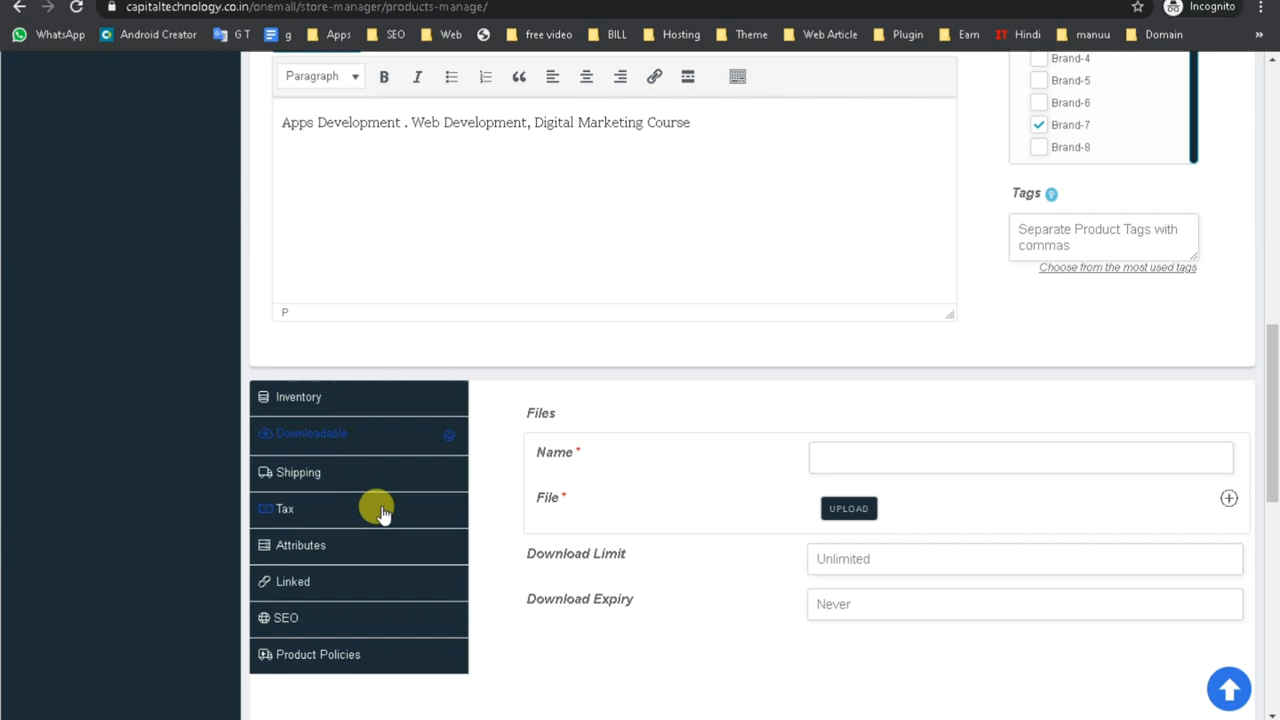 capitaltechnology.co.in/onemall/store-manager/products-manage/
Incognito
WhatsApp
Android Creator
G T
g
Apps
SEO
Web
free video
BILL
Hosting
Theme
Web Article
Plugin
Earn
IT Hindi
manuu
Domain
»
Paragraph
B
I
Apps Development . Web Development, Digital Marketing Course
P
Brand-4
Brand-5
Brand-6
Brand-7
Brand-8
Tags
Separate Product Tags with
commas
Choose from the most used tags
Inventory
Downloadable
Shipping
Tax
Attributes
Linked
SEO
Product Policies
Files
Name *
File *
UPLOAD
Download Limit
Unlimited
Download Expiry
Never